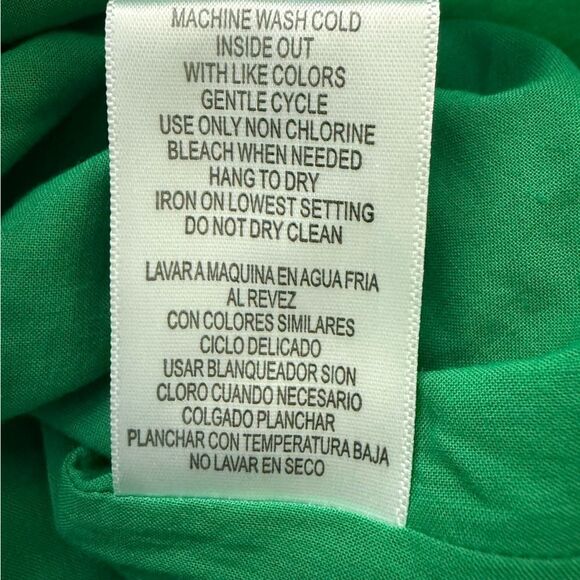 MACHINE WASH COLD
INSIDE OUT
WITH LIKE COLORS
GENTLE CYCLE
USE ONLY NON CHLORINE
BLEACH WHEN NEEDED
HANG TO DRY
IRON ON LOWEST SETTING
DO NOT DRY CLEAN
LAVAR A MAQUINA EN AGUA FRIA
AL REVEZ
CON COLORES SIMILARES
CICLO DELICADO
USAR BLANQUEADOR SION
CLORO CUANDO NECESARIO
COLGADO PLANCHAR
PLANCHAR CON TEMPERATURA BAJA
NO LAVAR EN SECO